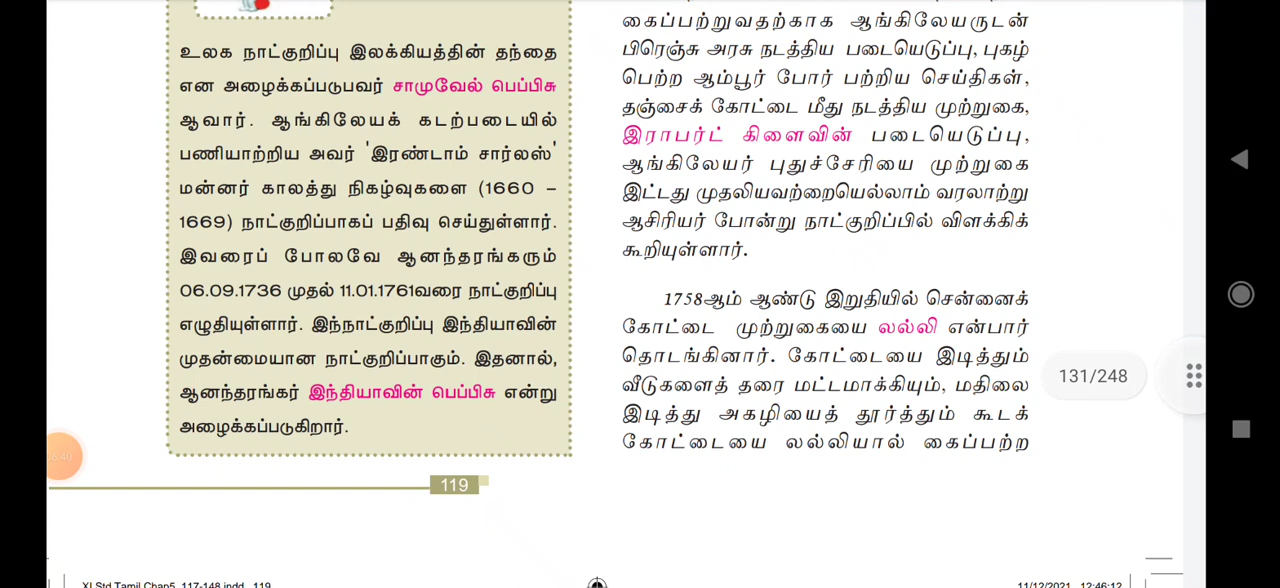 உலக நாட்குறிப்பு இலக்கியத்தின் தந்தை
என அழைக்கப்படுபவர் சாமுவேல் பெப்பிசு
ஆவார். ஆங்கிலேயக் கடற்படையில்
பணியாற்றிய அவர் 'இரண்டாம் சார்லஸ்'
மன்னர் காலத்து நிகழ்வுகளை (1660 –
1669) நாட்குறிப்பாகப் பதிவு செய்துள்ளார்.
இவரைப் போலவே ஆனந்தரங்கரும்
06.09.1736 முதல் 11.01.1761வரை நாட்குறிப்பு
எழுதியுள்ளார். இந்நாட்குறிப்பு இந்தியாவின்
முதன்மையான நாட்குறிப்பாகும். இதனால்,
ஆனந்தரங்கர் இந்தியாவின் பெப்பிசு என்று
அழைக்கப்படுகிறார்.
கைப்பற்றுவதற்காக ஆங்கிலேயருடன்
பிரெஞ்சு அரசு நடத்திய படையெடுப்பு, புகழ்
பெற்ற ஆம்பூர் போர் பற்றிய செய்திகள்,
தஞ்சைக் கோட்டை மீது நடத்திய முற்றுகை,
இராபர்ட் கிளைவின் படையெடுப்பு,
ஆங்கிலேயர் புதுச்சேரியை முற்றுகை
இட்டது முதலியவற்றையெல்லாம் வரலாற்று
ஆசிரியர் போன்று நாட்குறிப்பில் விளக்கிக்
கூறியுள்ளார்.
1758ஆம் ஆண்டு இறுதியில் சென்னைக்
கோட்டை முற்றுகையை லல்லி என்பார்
தொடங்கினார். கோட்டையை இடித்தும்
வீடுகளைத் தரை மட்டமாக்கியும், மதிலை
இடித்து அகழியைத் தூர்த்தும் கூடக்
கோட்டையை லல்லியால் கைப்பற்ற
131/248
119
XI Std Tamil Chap5 117-148.indd 119
11/12/2021 12:46:12